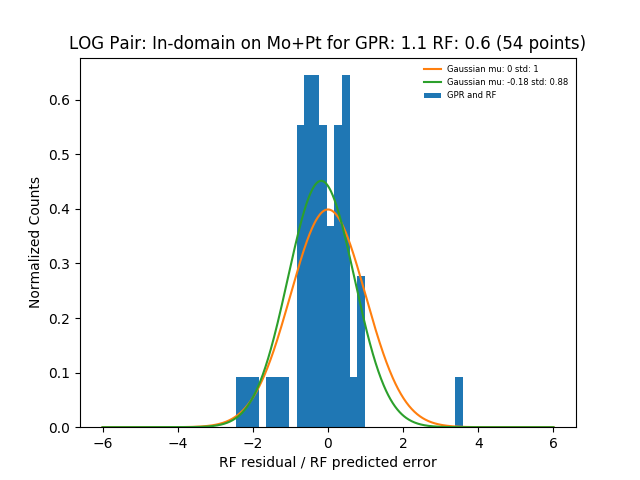 LOG Pair: In-domain on Mo+Pt for GPR: 1.1 RF: 0.6 (54 points)
Gaussian mu: 0 std: 1
Gaussian mu: -0.18 std: 0.88
GPR and RF
Normalized Counts
0.6
0.5
0.4
0.3
0.2
0.1
0.0
−6 −4 −2 0 2 4 6
RF residual / RF predicted error